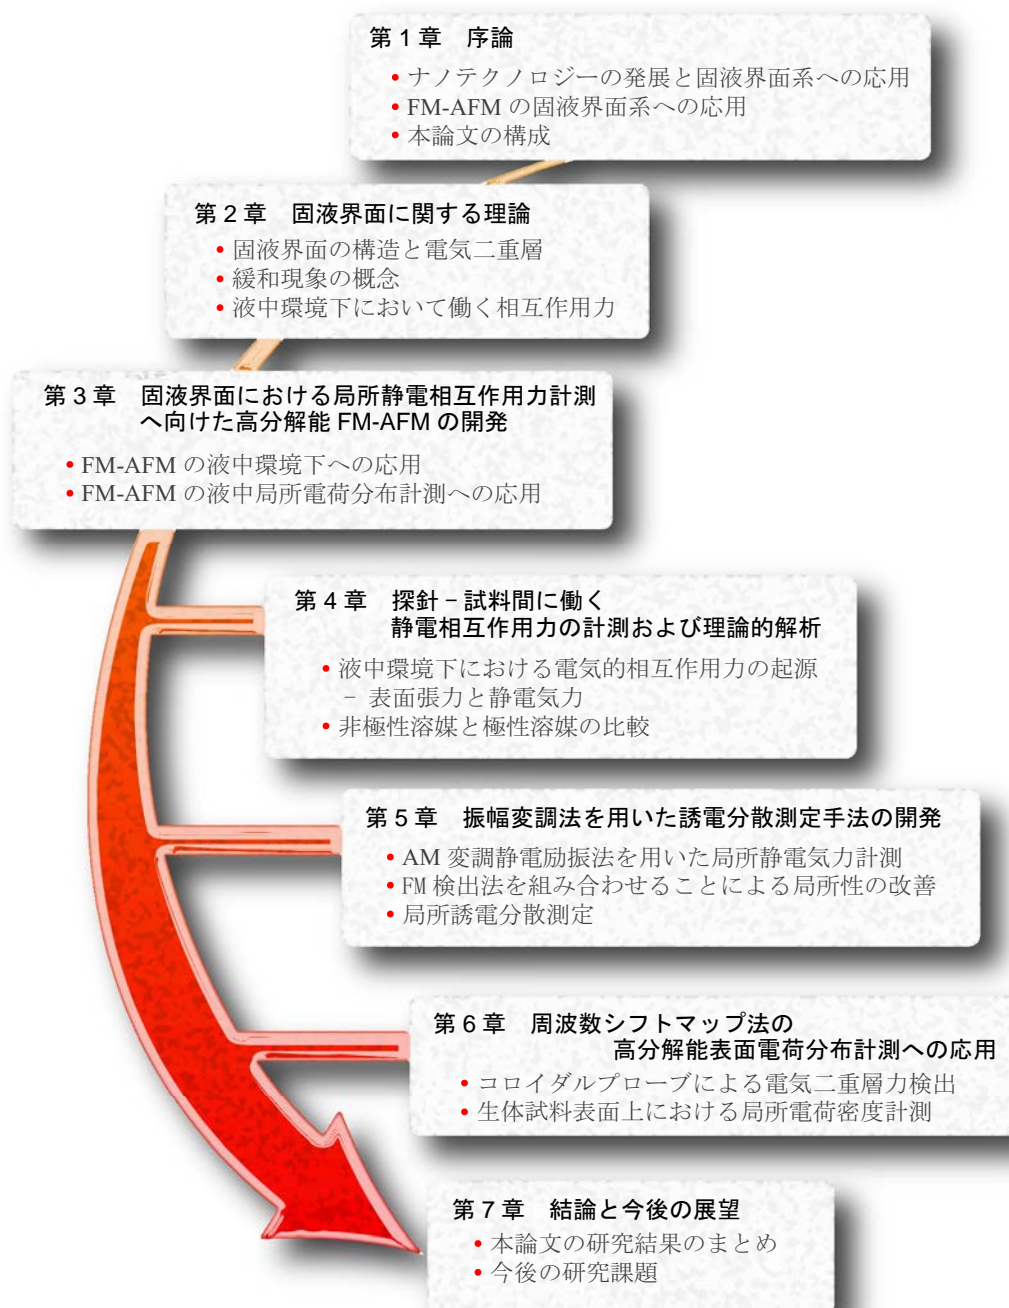 第1章　序論
• ナノテクノロジーの発展と固液界面系への応用
• FM-AFM の固液界面系への応用
• 本論文の構成
第2章　固液界面に関する理論
• 固液界面の構造と電気二重層
• 緩和現象の概念
• 液中環境下において働く相互作用力
第3章　固液界面における局所静電相互作用力計測
へ向けた高分解能 FM-AFM の開発
• FM-AFM の液中環境下への応用
• FM-AFM の液中局所電荷分布計測への応用
第4章　探針－試料間に働く
静電相互作用力の計測および理論的解析
• 液中環境下における電気的相互作用力の起源
－ 表面張力と静電気力
• 非極性溶媒と極性溶媒の比較
第5章　振幅変調法を用いた誘電分散測定手法の開発
• AM 変調静電励振法を用いた局所静電気力計測
• FM 検出法を組み合わせることによる局所性の改善
• 局所誘電分散測定
第6章　周波数シフトマップ法の
高分解能表面電荷分布計測への応用
• コロイダルプローブによる電気二重層力検出
• 生体試料表面上における局所電荷密度計測
第7章　結論と今後の展望
• 本論文の研究結果のまとめ
• 今後の研究課題